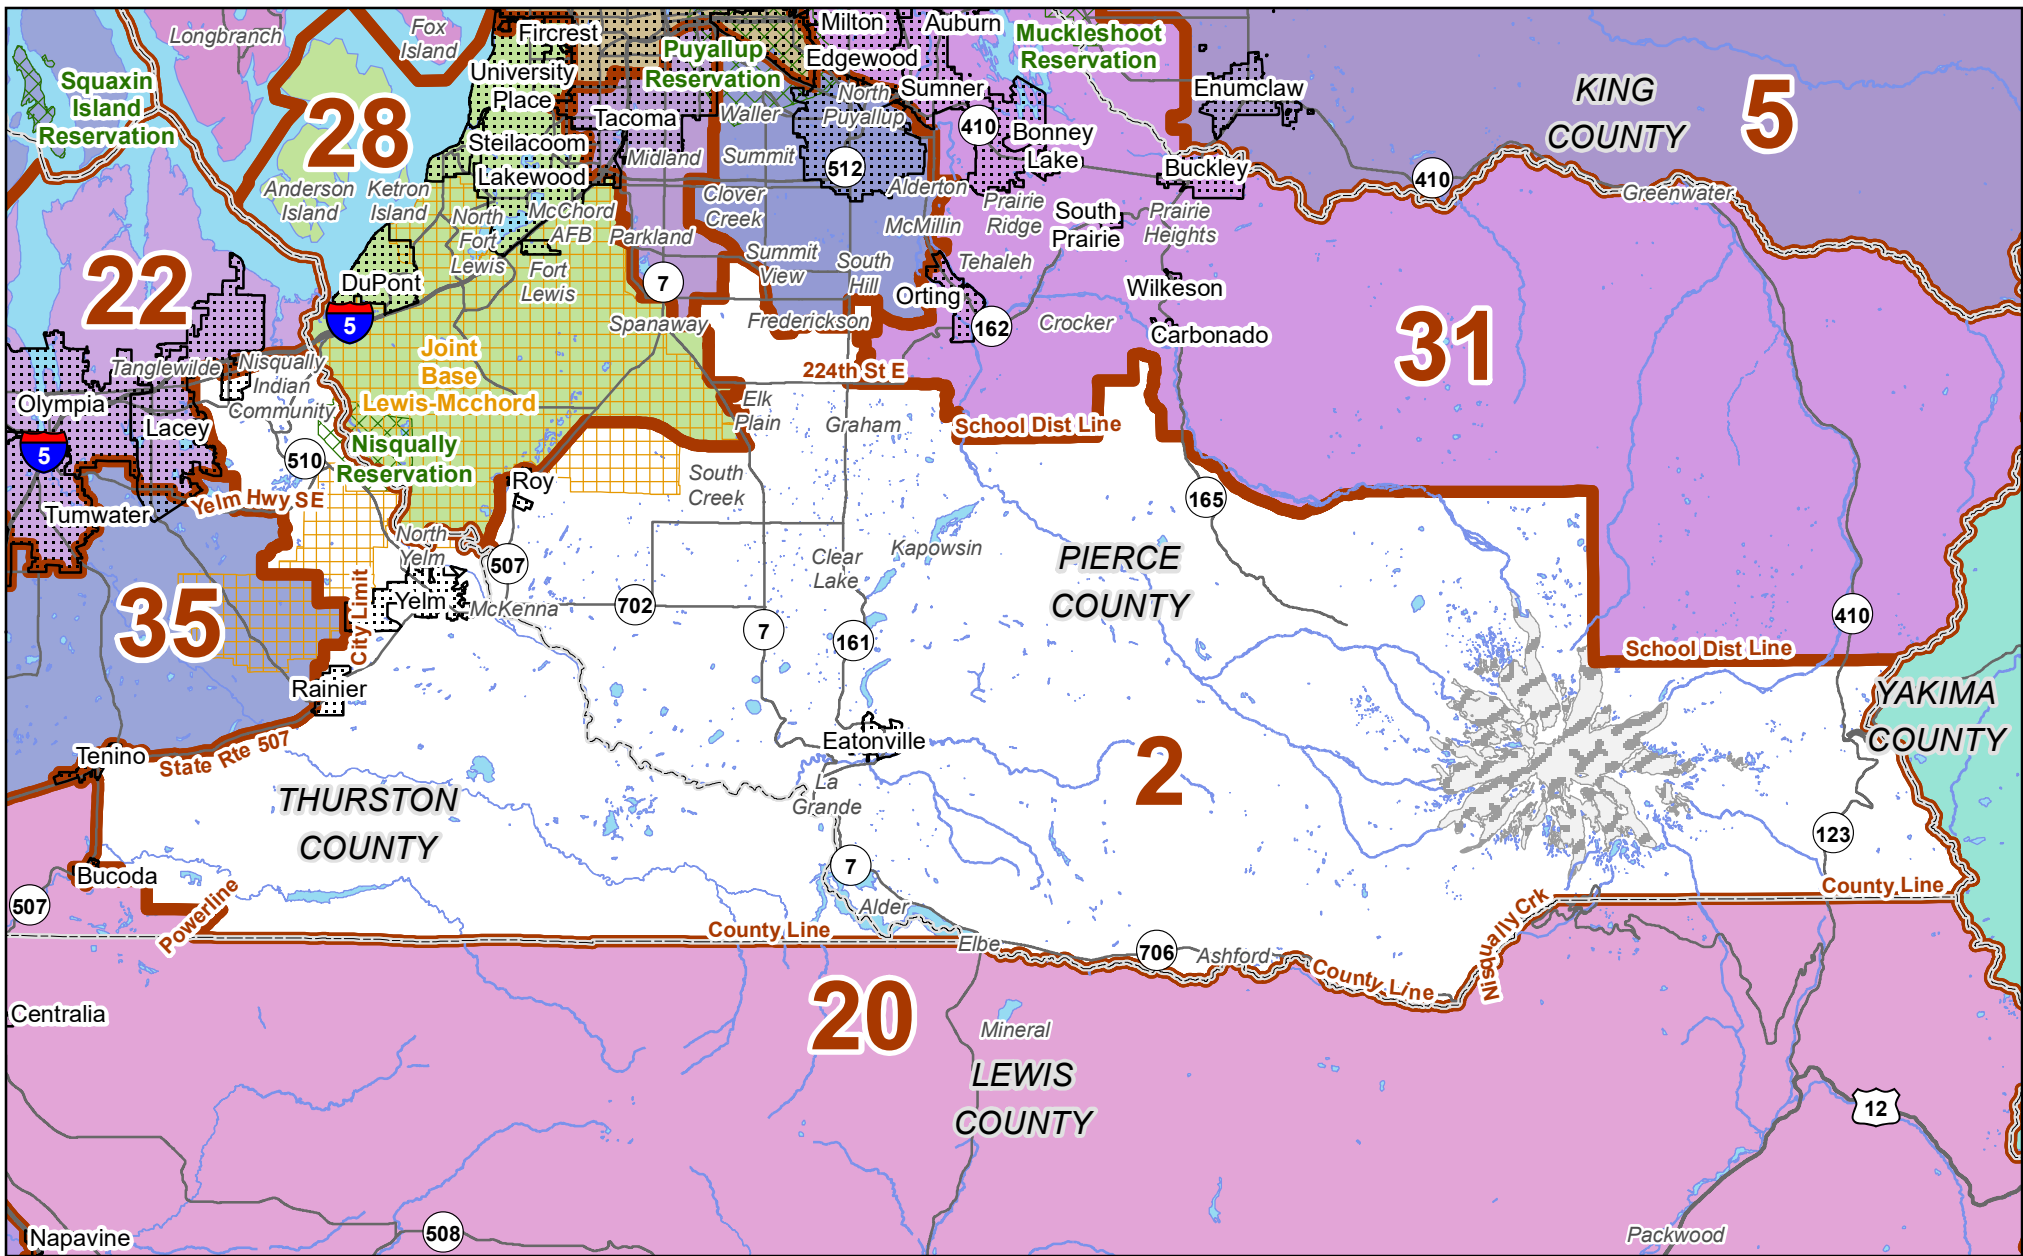 Longbranch
Fox
Island
Fircrest
Milton
Auburn
Puyallup
Reservation
Edgewood
Muckleshoot
Reservation
Squaxin
Island
Reservation
28
University
Place
Steilacoom
Lakewood
Tacoma
Waller
North
Puyallup
Sumner
410
Bonney
Lake
Enumclaw
KING
COUNTY
5
Midland
Summit
512
Buckley
410
Greenwater
Anderson
Island
Ketron
Island
North
Fort
Lewis
McChord
AFB
Clover
Creek
Alderton
McMillin
Prairie
Ridge
South
Prairie
Prairie
Heights
Parkland
Summit
View
South
Hill
Tehaleh
22
DuPont
Fort
Lewis
7
Orting
Wilkeson
5
Spanaway
Frederickson
162
Crocker
Carbonado
31
Tanglewilde
Nisqually
Indian
Community
Joint
Base
Lewis-Mcchord
224th St E
Olympia
Lacey
5
Elk
Plain
Graham
School Dist Line
Nisqually
Reservation
510
Yelm Hwy SE
Tumwater
Roy
South
Creek
165
North
Yelm
507
Clear
Lake
Kapowsin
PIERCE
COUNTY
35
City Limit
Yelm
McKenna
702
7
161
410
School Dist Line
Rainier
YAKIMA
COUNTY
Tenino
State Rte 507
Eatonville
2
THURSTON
COUNTY
La
Grande
123
Bucoda
7
507
Powerline
Alder
County Line
Elbe
706
Ashford
County Line
Nisqually Crk
County Line
Centralia
20
Mineral
LEWIS
COUNTY
12
Napavine
508
Packwood